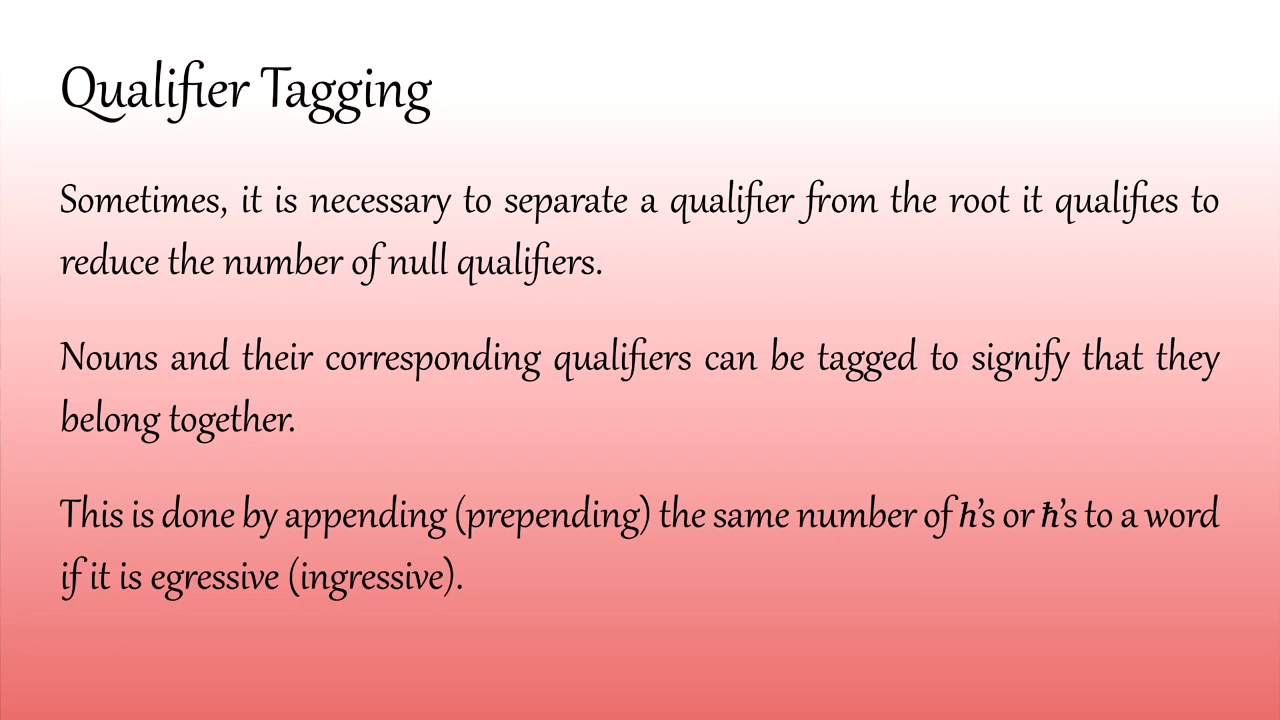 Qualifier Tagging
Sometimes, it is necessary to separate a qualifier from the root it qualifies to
reduce the number of null qualifiers.
Nouns and their corresponding qualifiers can be tagged to signify that they
belong together.
This is done by appending (prepending) the same number of h’s or ħ’s to a word
if it is egressive (ingressive).